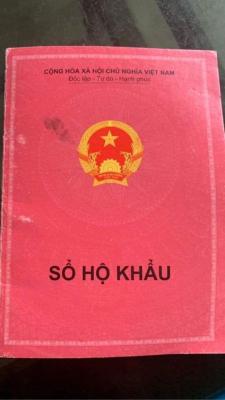 CỘNG HÒA XÃ HỘI CHỦ NGHĨA VIỆT NAM
Độc lập - Tự do - Hạnh phúc
SỔ HỘ KHẨU